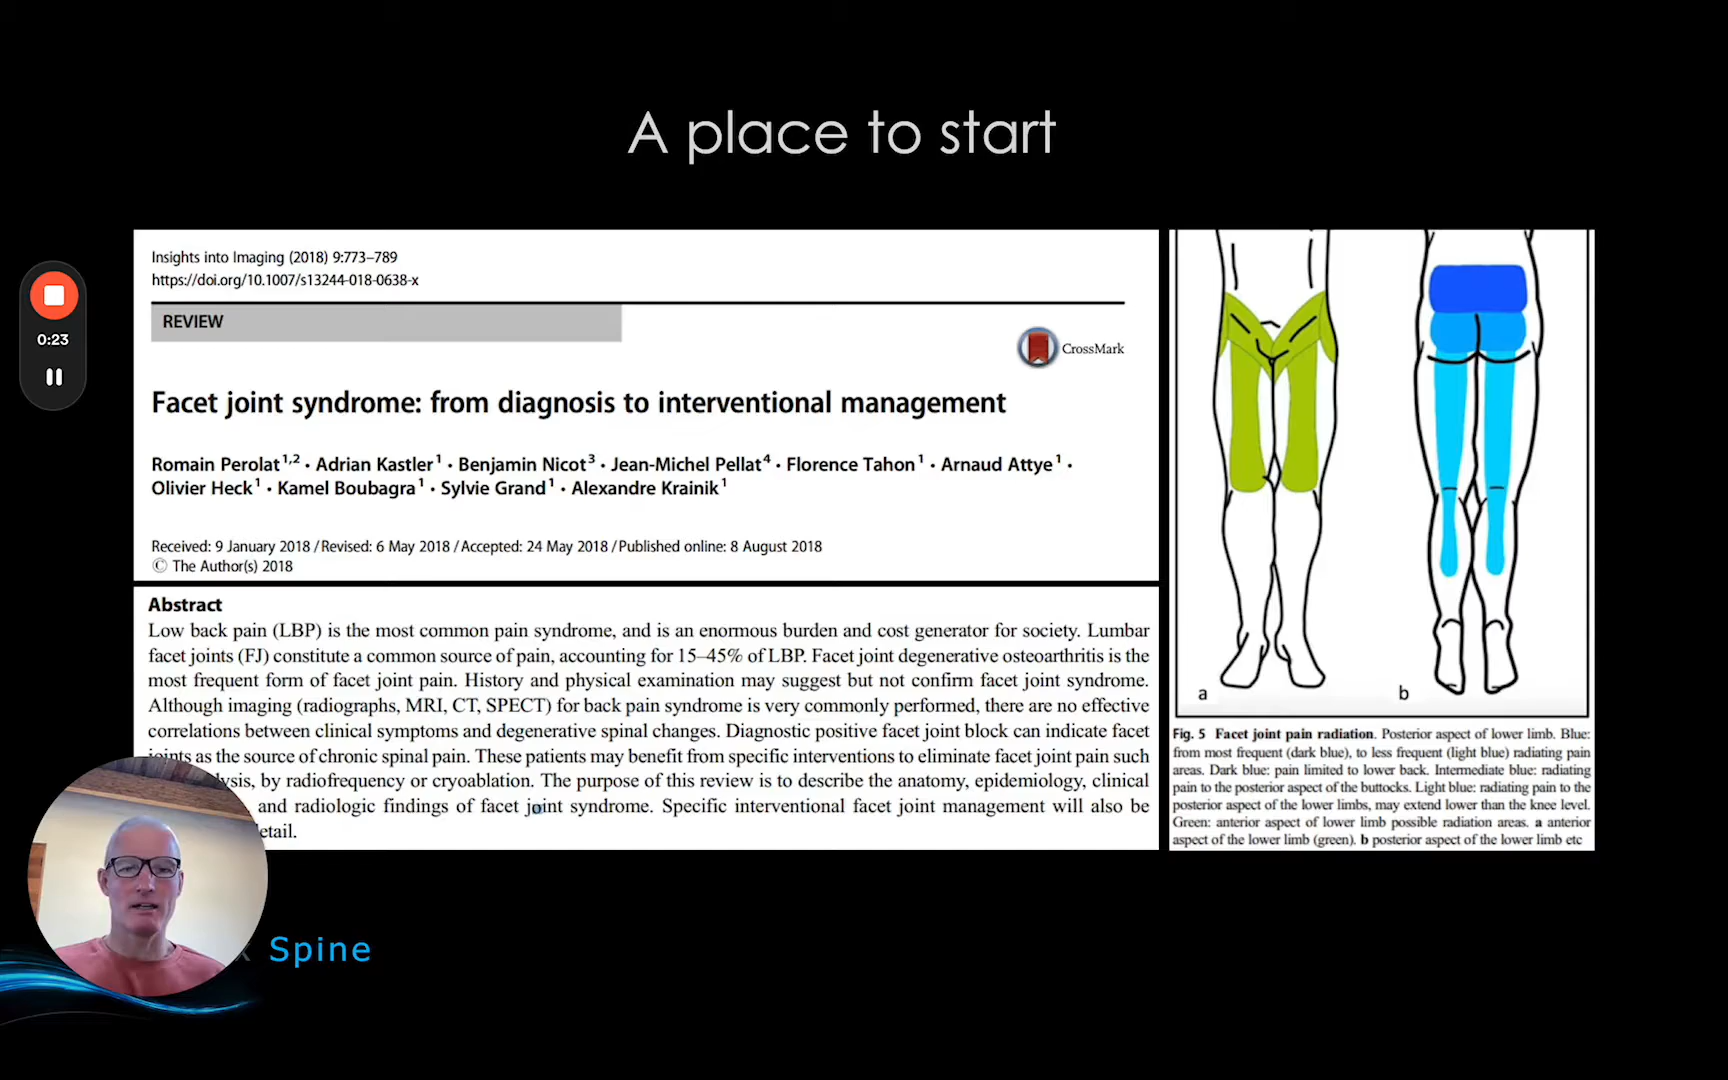 A place to start
Insights into Imaging (2018) 9:773–789
https://doi.org/10.1007/s13244-018-0638-x
REVIEW
CrossMark
Facet joint syndrome: from diagnosis to interventional management
Romain Perolat1,2 · Adrian Kastler1 · Benjamin Nicot3 · Jean-Michel Pellat4 · Florence Tahon1 · Arnaud Attye1 ·
Olivier Heck1 · Kamel Boubagra1 · Sylvie Grand1 · Alexandre Krainik1
Received: 9 January 2018 / Revised: 6 May 2018 / Accepted: 24 May 2018 / Published online: 8 August 2018
© The Author(s) 2018
Abstract
Low back pain (LBP) is the most common pain syndrome, and is an enormous burden and cost generator for society. Lumbar
facet joints (FJ) constitute a common source of pain, accounting for 15–45% of LBP. Facet joint degenerative osteoarthritis is the
most frequent form of facet joint pain. History and physical examination may suggest but not confirm facet joint syndrome.
Although imaging (radiographs, MRI, CT, SPECT) for back pain syndrome is very commonly performed, there are no effective
correlations between clinical symptoms and degenerative spinal changes. Diagnostic positive facet joint block can indicate facet
joints as the source of chronic spinal pain. These patients may benefit from specific interventions to eliminate facet joint pain such
by radiofrequency or cryoablation. The purpose of this review is to describe the anatomy, epidemiology, clinical
and radiologic findings of facet joint syndrome. Specific interventional facet joint management will also be
a
b
Fig. 5 Facet joint pain radiation. Posterior aspect of lower limb. Blue:
from most frequent (dark blue), to less frequent (light blue) radiating pain
areas. Dark blue: pain limited to lower back. Intermediate blue: radiating
pain to the posterior aspect of the buttocks. Light blue: radiating pain to the
posterior aspect of the lower limbs, may extend lower than the knee level.
Green: anterior aspect of lower limb possible radiation areas. a anterior
aspect of the lower limb (green). b posterior aspect of the lower limb etc
0:23
Spine